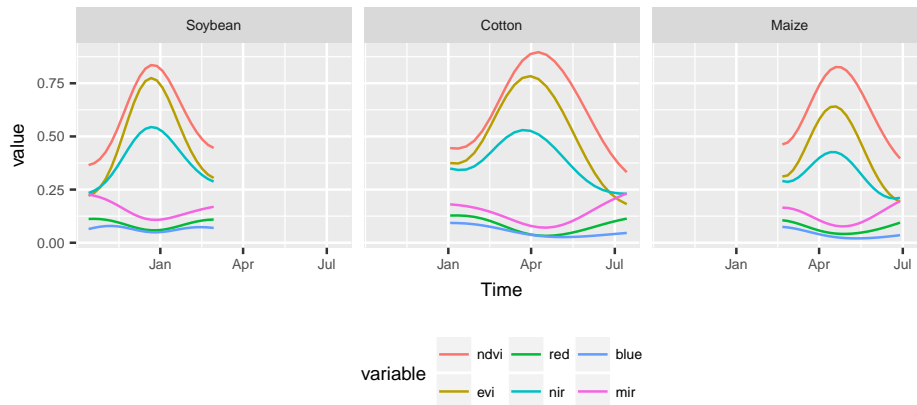 Soybean Cotton Maize
value
0.75
0.50
0.25
0.00
Jan Apr Jul Jan Apr Jul Jan Apr Jul
Time
variable
ndvi red blue
evi nir mir